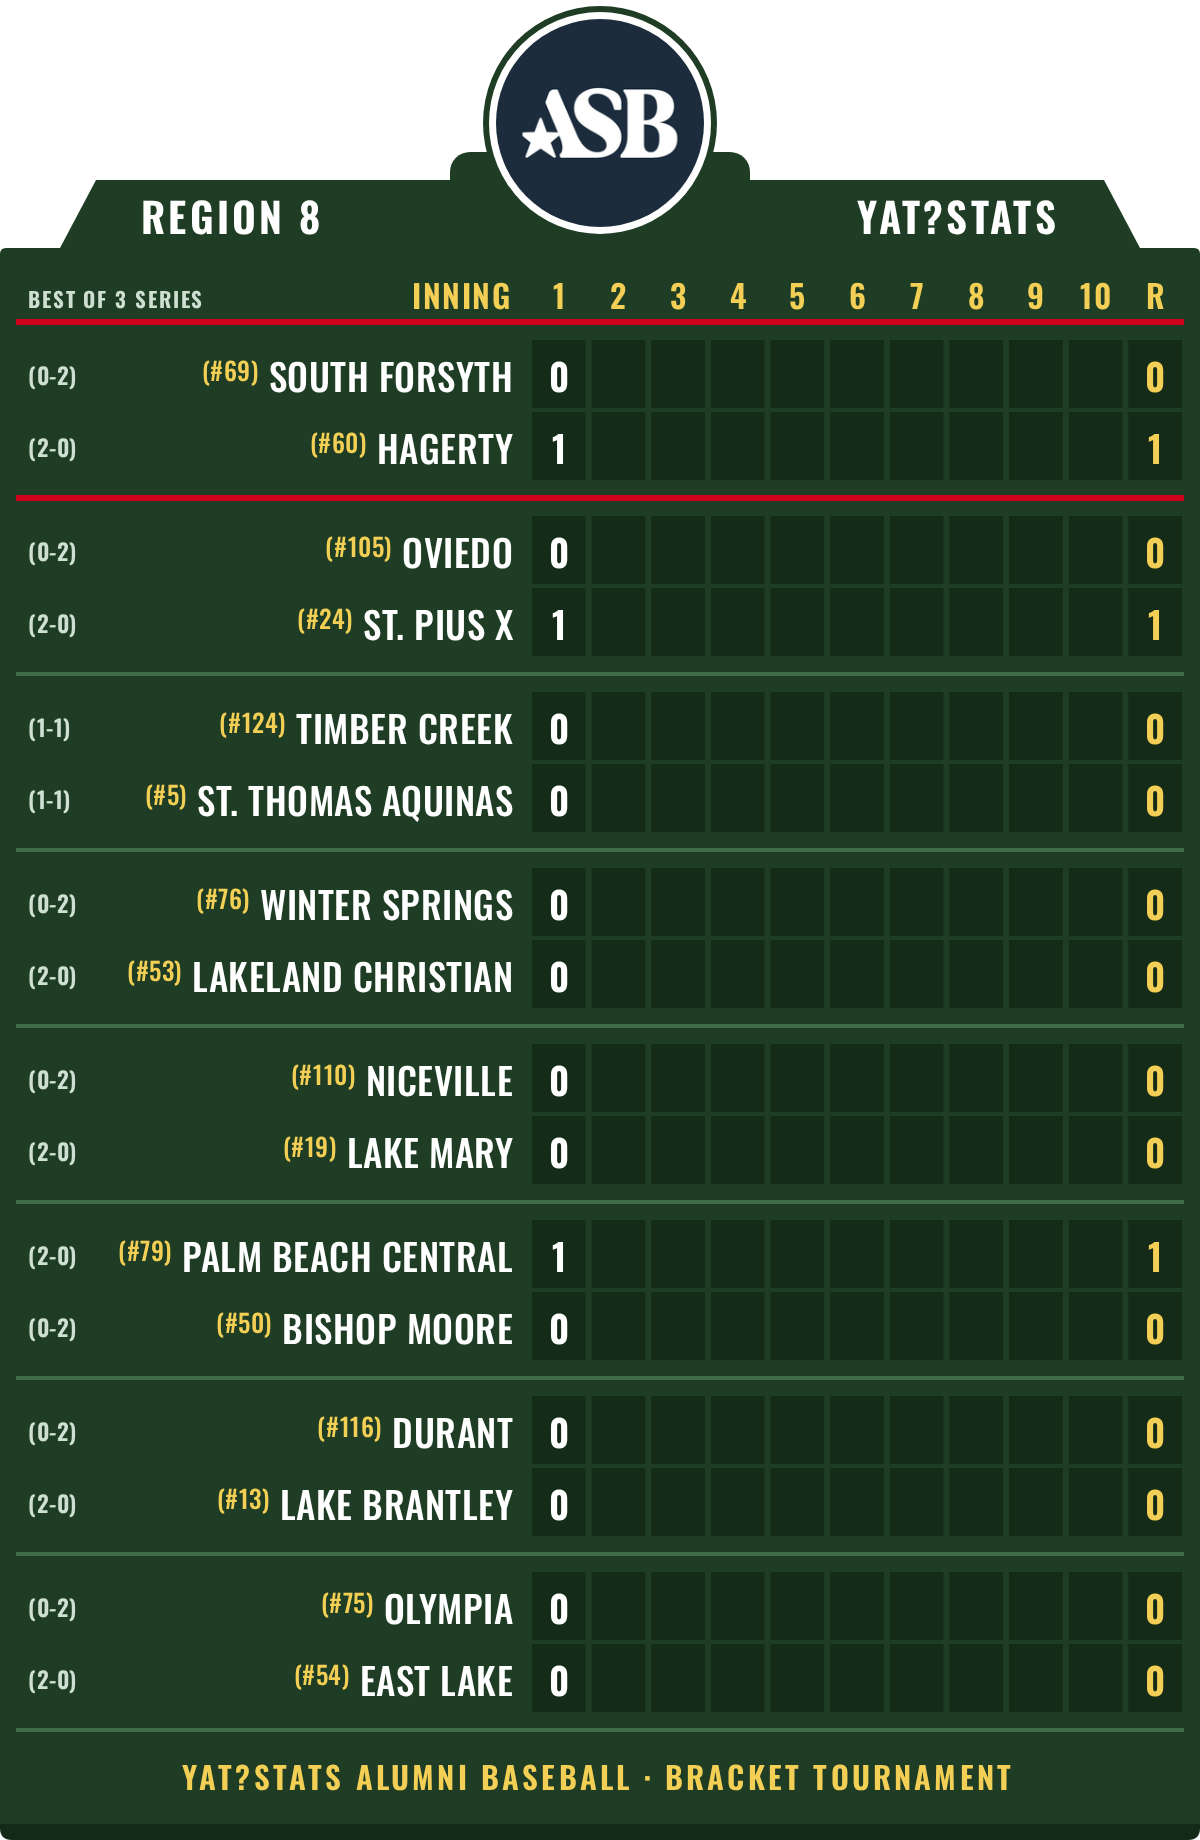 ASB
REGION 8 YAT?STATS
BEST OF 3 SERIES INNING 1 2 3 4 5 6 7 8 9 10 R
(0-2) (#69) SOUTH FORSYTH 0 0
(2-0) (#60) HAGERTY 1 1
(0-2) (#105) OVIEDO 0 0
(2-0) (#24) ST. PIUS X 1 1
(1-1) (#124) TIMBER CREEK 0 0
(1-1) (#5) ST. THOMAS AQUINAS 0 0
(0-2) (#76) WINTER SPRINGS 0 0
(2-0) (#53) LAKELAND CHRISTIAN 0 0
(0-2) (#110) NICEVILLE 0 0
(2-0) (#19) LAKE MARY 0 0
(2-0) (#79) PALM BEACH CENTRAL 1 1
(0-2) (#50) BISHOP MOORE 0 0
(0-2) (#116) DURANT 0 0
(2-0) (#13) LAKE BRANTLEY 0 0
(0-2) (#75) OLYMPIA 0 0
(2-0) (#54) EAST LAKE 0 0
YAT?STATS ALUMNI BASEBALL · BRACKET TOURNAMENT